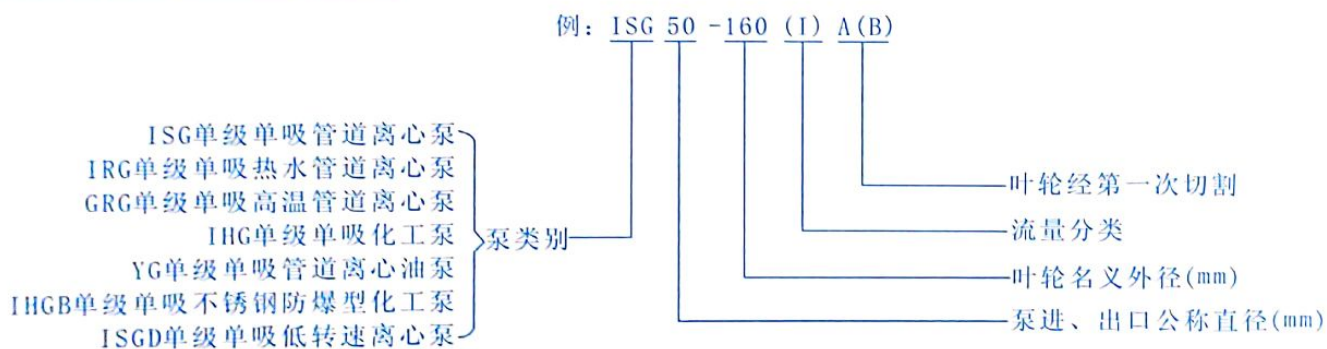 例：ISG 50 -160 (I) A(B)
ISG单级单吸管道离心泵
IRG单级单吸热水管道离心泵
GRG单级单吸高温管道离心泵
IHG单级单吸化工泵
YG单级单吸管道离心油泵
IHGB单级单吸不锈钢防爆型化工泵
ISGD单级单吸低转速离心泵
泵类别
叶轮经第一次切割
流量分类
叶轮名义外径(mm)
泵进、出口公称直径(mm)